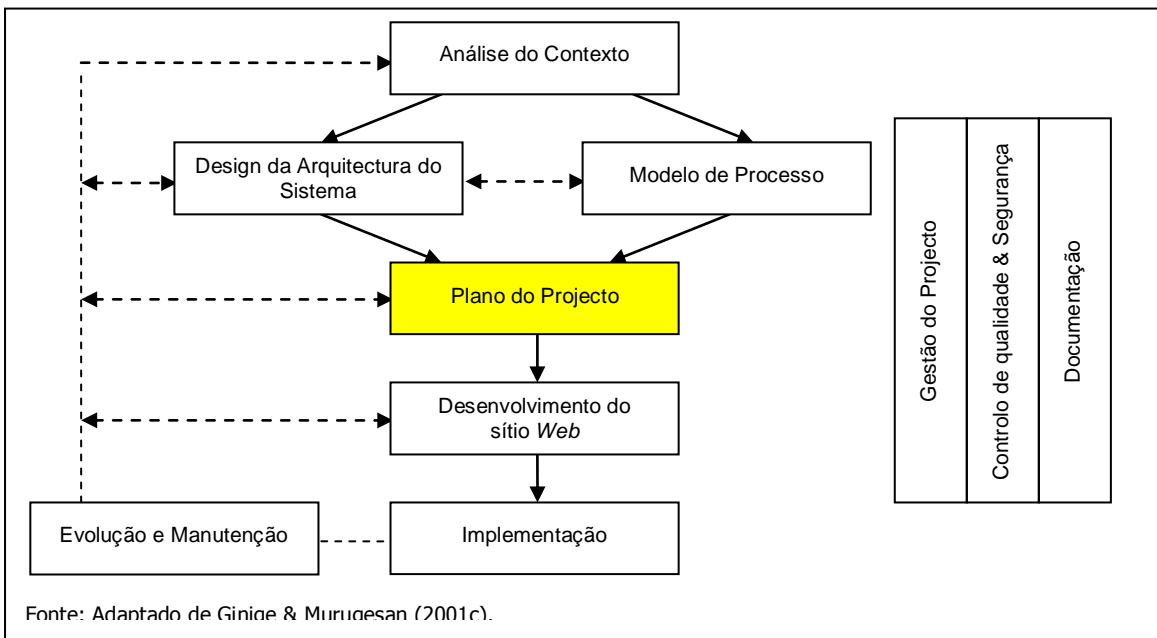 Análise do Contexto
Design da Arquitectura do
Sistema
Modelo de Processo
Plano do Projecto
Desenvolvimento do
sítio Web
Evolução e Manutenção
Implementação
Gestão do Projecto
Controlo de qualidade & Segurança
Documentação
Fonte: Adaptado de Ginige & Murugesan (2001c).